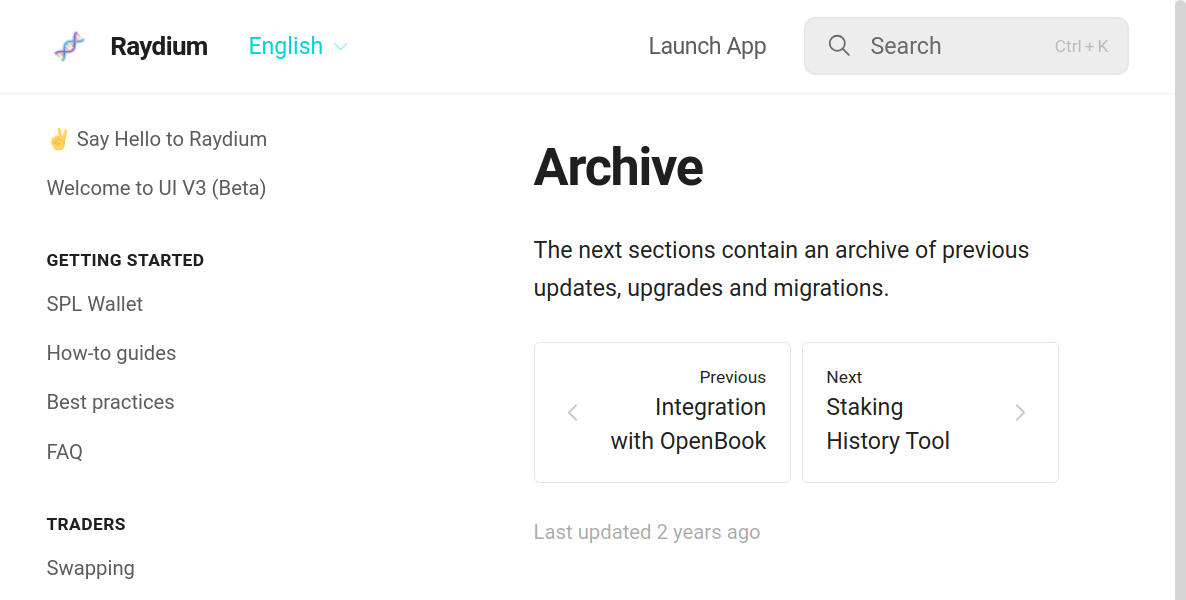 Raydium
English
Launch App
Search
Ctrl + K
✌️ Say Hello to Raydium
Welcome to UI V3 (Beta)
GETTING STARTED
SPL Wallet
How-to guides
Best practices
FAQ
TRADERS
Swapping
Archive
The next sections contain an archive of previous
updates, upgrades and migrations.
Previous
Integration
with OpenBook
Next
Staking
History Tool
Last updated 2 years ago